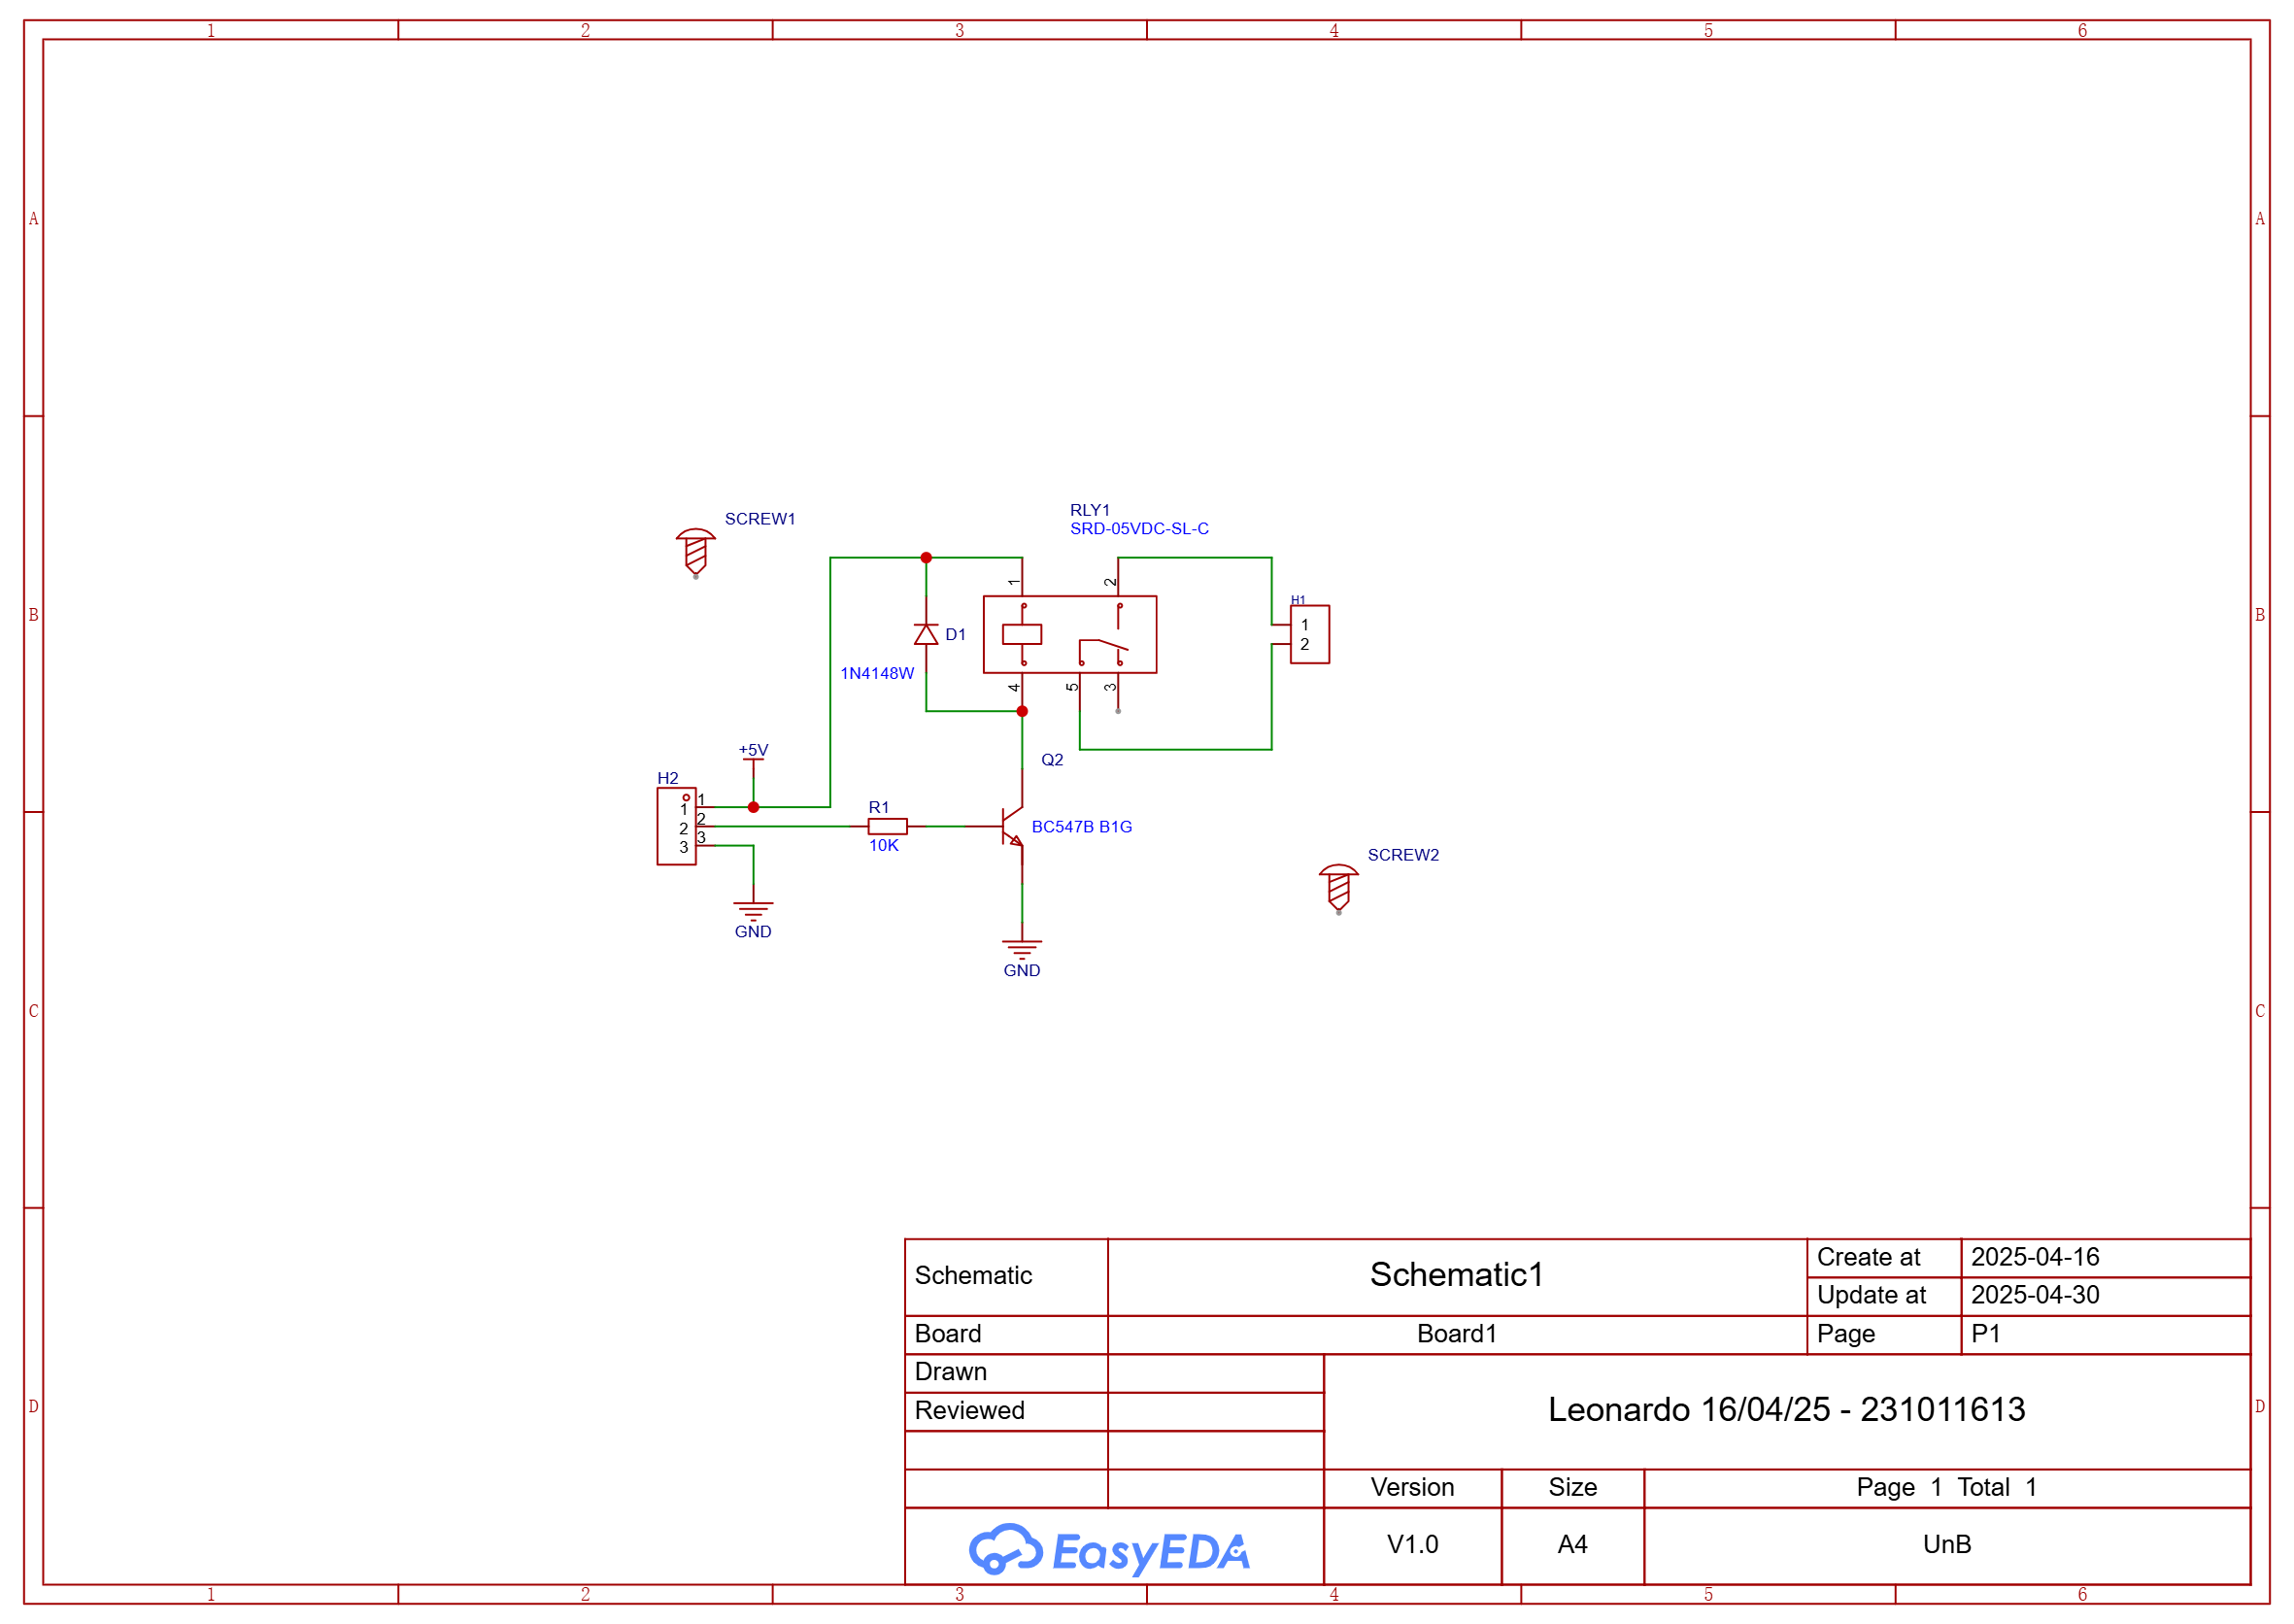 1 2 3 4 5 6
A A
SCREW1
RLY1
SRD-05VDC-SL-C
1 2
H1
B B
1
2
D1
1N4148W
4 5 3
+5V
Q2
H2
1 1
2 2
3 3
R1
10K
BC547B B1G
SCREW2
GND
GND
C C
Schematic Schematic1 Create at 2025-04-16
Update at 2025-04-30
Board Board1 Page P1
Drawn
Reviewed
Leonardo 16/04/25 - 231011613
D D
Version Size Page 1 Total 1
EasyEDA V1.0 A4 UnB
1 2 3 4 5 6